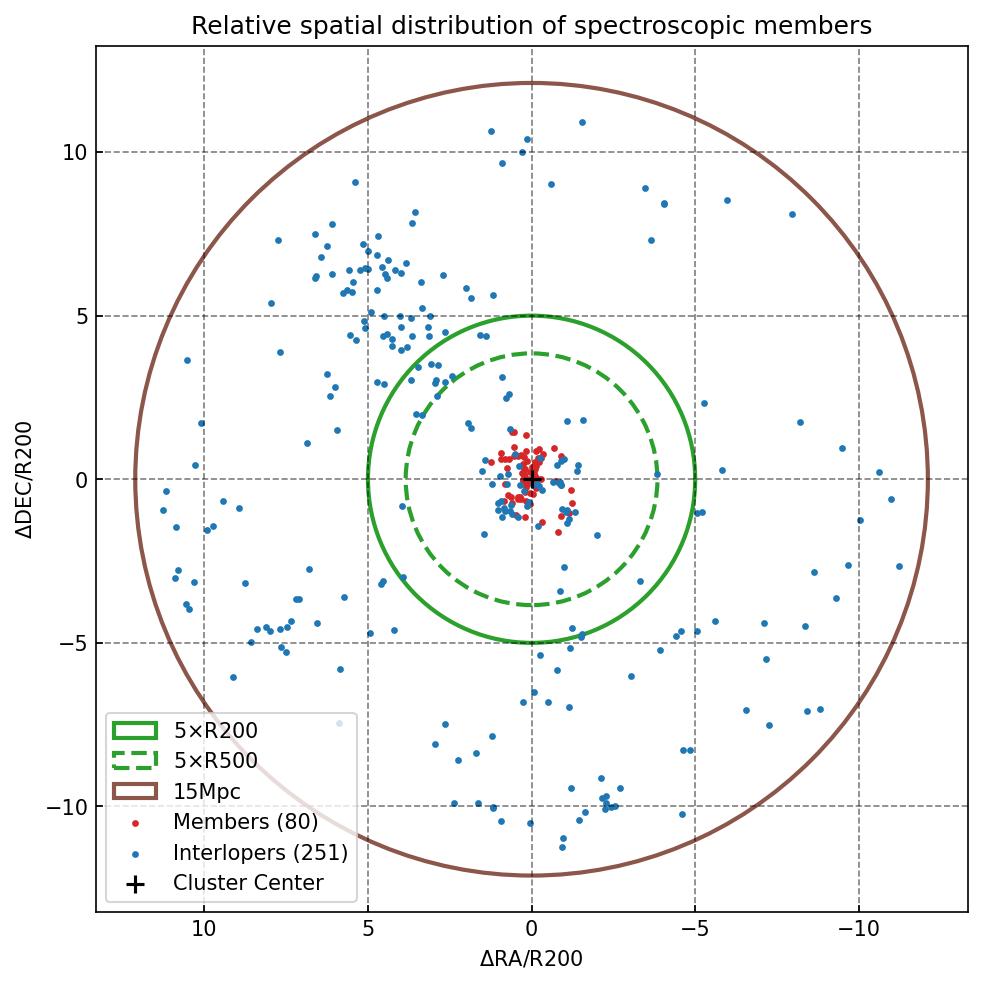 Relative spatial distribution of spectroscopic members
10
5
0
−5
−10
ΔDEC/R200
5×R200
5×R500
15Mpc
Members (80)
Interlopers (251)
Cluster Center
10
5
0
−5
−10
ΔRA/R200